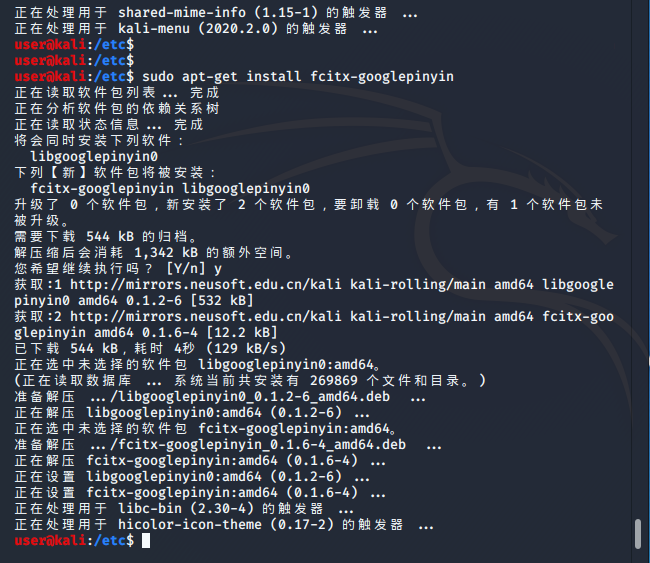 正在处理用于 shared-mime-info (1.15-1) 的触发器 ...
正在处理用于 kali-menu (2020.2.0) 的触发器 ...
user@kali:/etc$
user@kali:/etc$
user@kali:/etc$ sudo apt-get install fcitx-googlepinyin
正在读取软件包列表... 完成
正在分析软件包的依赖关系树
正在读取状态信息... 完成
将会同时安装下列软件：
  libgooglepinyin0
下列【新】软件包将被安装：
  fcitx-googlepinyin libgooglepinyin0
升级了 0 个软件包，新安装了 2 个软件包，要卸载 0 个软件包，有 1 个软件包未
被升级。
需要下载 544 kB 的归档。
解压缩后会消耗 1,342 kB 的额外空间。
您希望继续执行吗？ [Y/n] y
获取:1 http://mirrors.neusoft.edu.cn/kali kali-rolling/main amd64 libgoogle
pinyin0 amd64 0.1.2-6 [532 kB]
获取:2 http://mirrors.neusoft.edu.cn/kali kali-rolling/main amd64 fcitx-goo
glepinyin amd64 0.1.6-4 [12.2 kB]
已下载 544 kB，耗时 4秒 (129 kB/s)
正在选中未选择的软件包 libgooglepinyin0:amd64。
(正在读取数据库 ... 系统当前共安装有 269869 个文件和目录。)
准备解压 .../libgooglepinyin0_0.1.2-6_amd64.deb  ...
正在解压 libgooglepinyin0:amd64 (0.1.2-6) ...
正在选中未选择的软件包 fcitx-googlepinyin:amd64。
准备解压 .../fcitx-googlepinyin_0.1.6-4_amd64.deb  ...
正在解压 fcitx-googlepinyin:amd64 (0.1.6-4) ...
正在设置 libgooglepinyin0:amd64 (0.1.2-6) ...
正在设置 fcitx-googlepinyin:amd64 (0.1.6-4) ...
正在处理用于 libc-bin (2.30-4) 的触发器 ...
正在处理用于 hicolor-icon-theme (0.17-2) 的触发器 ...
user@kali:/etc$